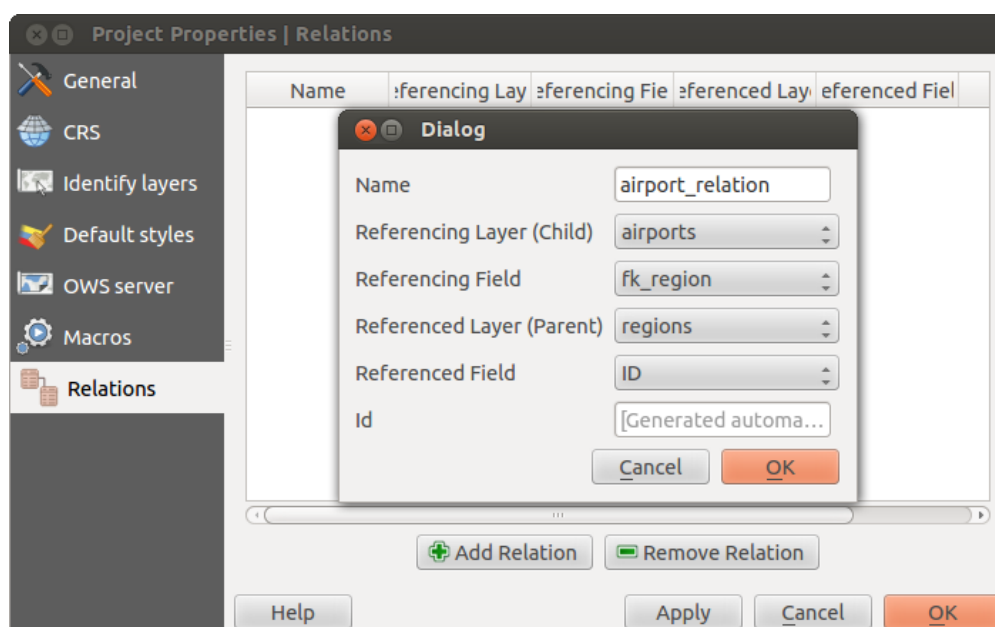 Project Properties | Relations
General
CRS
Identify layers
Default styles
OWS server
Macros
Relations
Name eferencing Lay eferencing Fie eferenced Lay eferenced Fiel
Dialog
Name airport_relation
Referencing Layer (Child) airports
Referencing Field fk_region
Referenced Layer (Parent) regions
Referenced Field ID
Id [Generated automa...
Cancel OK
Add Relation Remove Relation
Help Apply Cancel OK